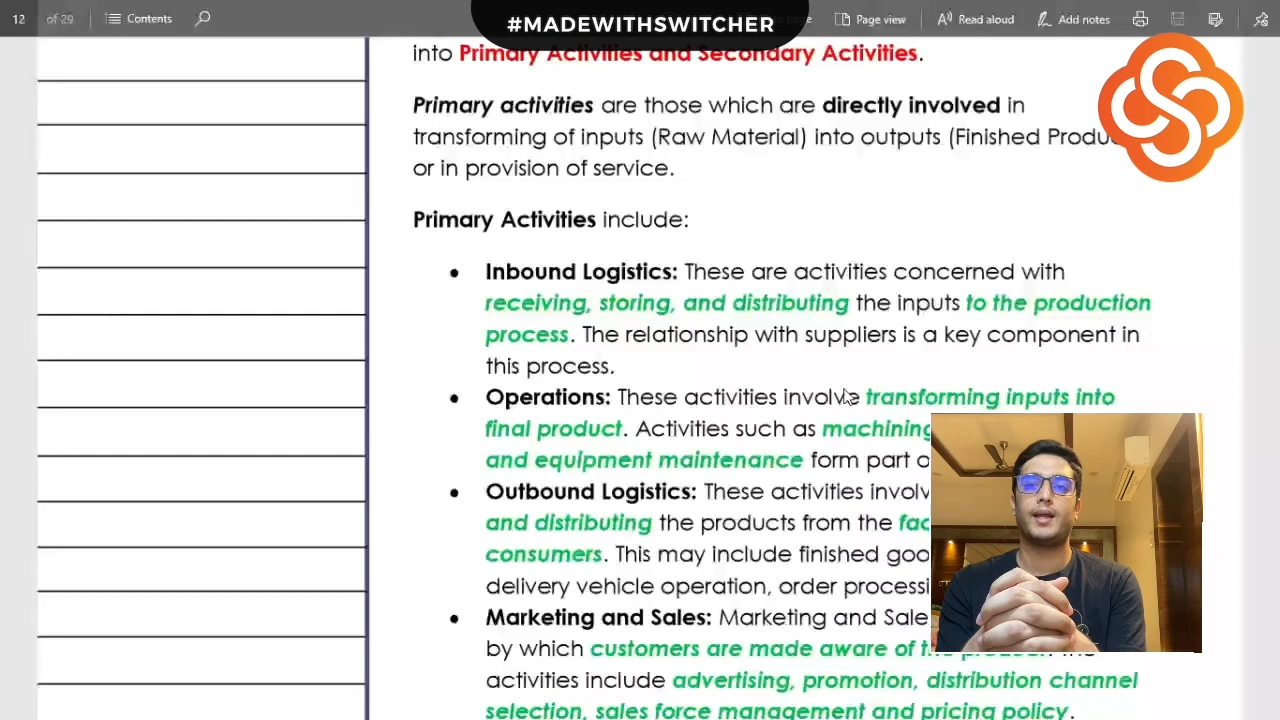 12 of 29 Contents Page view Read aloud Add notes
#MADEWITHSWITCHER
into Primary Activities and Secondary Activities.
Primary activities are those which are directly involved in
transforming of inputs (Raw Material) into outputs (Finished
or in provision of service.
Primary Activities include:
• Inbound Logistics: These are activities concerned with
receiving, storing, and distributing the inputs to the production
process. The relationship with suppliers is a key component in
this process.
• Operations: These activities involve transforming inputs into
final product. Activities such as machining
and equipment maintenance form part
• Outbound Logistics: These activities
and distributing the products from the
consumers. This may include finished
delivery vehicle operation, order
• Marketing and Sales: Marketing and
by which customers are made aware of
activities include advertising, promotion, distribution channel
selection, sales force management and pricing policy.